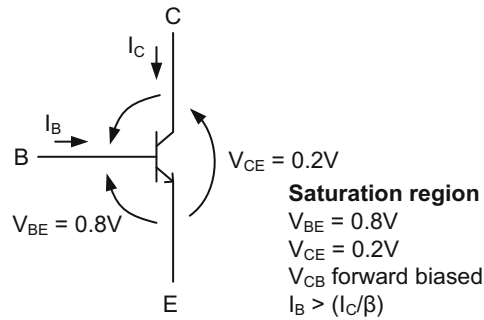 C
I_C
I_B
B
V_CE = 0.2V
V_BE = 0.8V
E
Saturation region
V_BE = 0.8V
V_CE = 0.2V
V_CB forward biased
I_B > (I_C/β)